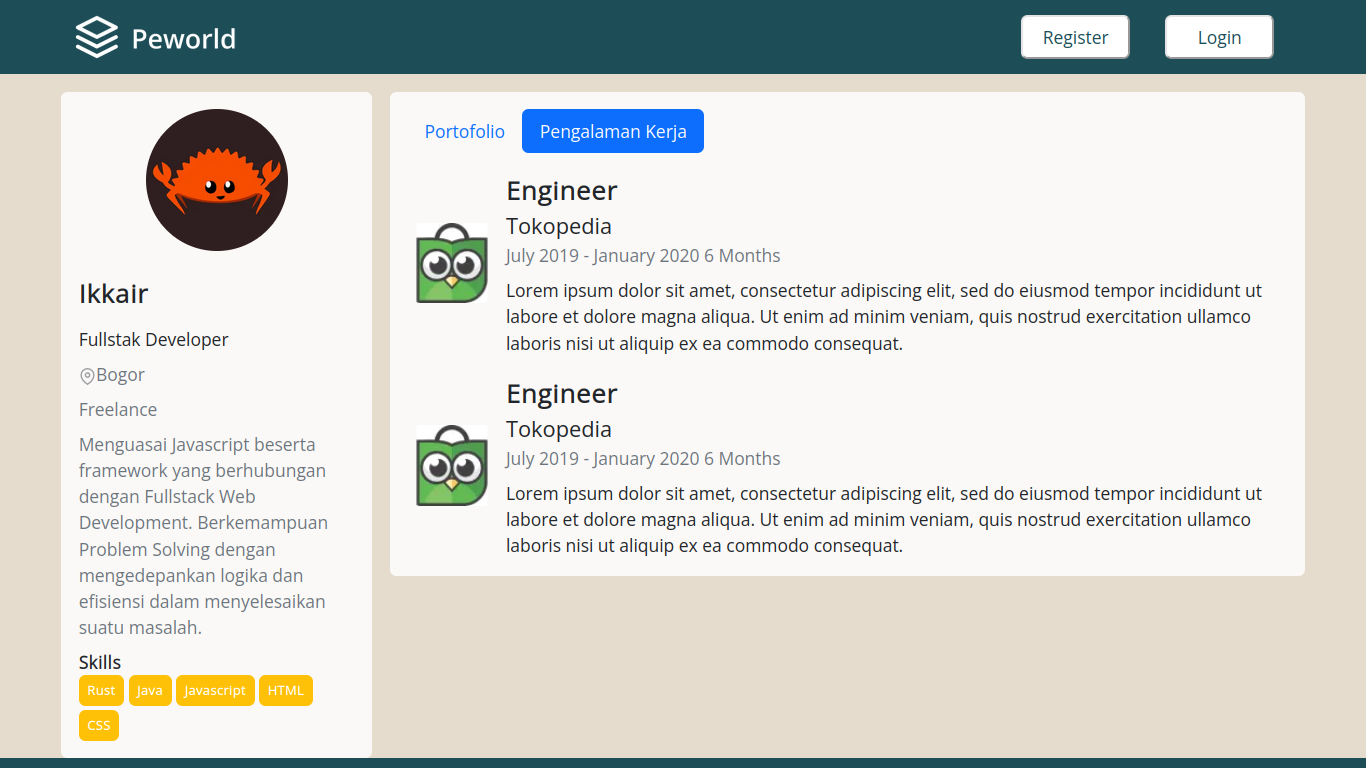 Peworld
Register
Login
Ikkair
Fullstak Developer
Bogor
Freelance
Menguasai Javascript beserta
framework yang berhubungan
dengan Fullstack Web
Development. Berkemampuan
Problem Solving dengan
mengedepankan logika dan
efisiensi dalam menyelesaikan
suatu masalah.
Skills
Rust Java Javascript HTML
CSS
Portofolio Pengalaman Kerja
Engineer
Tokopedia
July 2019 - January 2020 6 Months
Lorem ipsum dolor sit amet, consectetur adipiscing elit, sed do eiusmod tempor incididunt ut
labore et dolore magna aliqua. Ut enim ad minim veniam, quis nostrud exercitation ullamco
laboris nisi ut aliquip ex ea commodo consequat.
Engineer
Tokopedia
July 2019 - January 2020 6 Months
Lorem ipsum dolor sit amet, consectetur adipiscing elit, sed do eiusmod tempor incididunt ut
labore et dolore magna aliqua. Ut enim ad minim veniam, quis nostrud exercitation ullamco
laboris nisi ut aliquip ex ea commodo consequat.